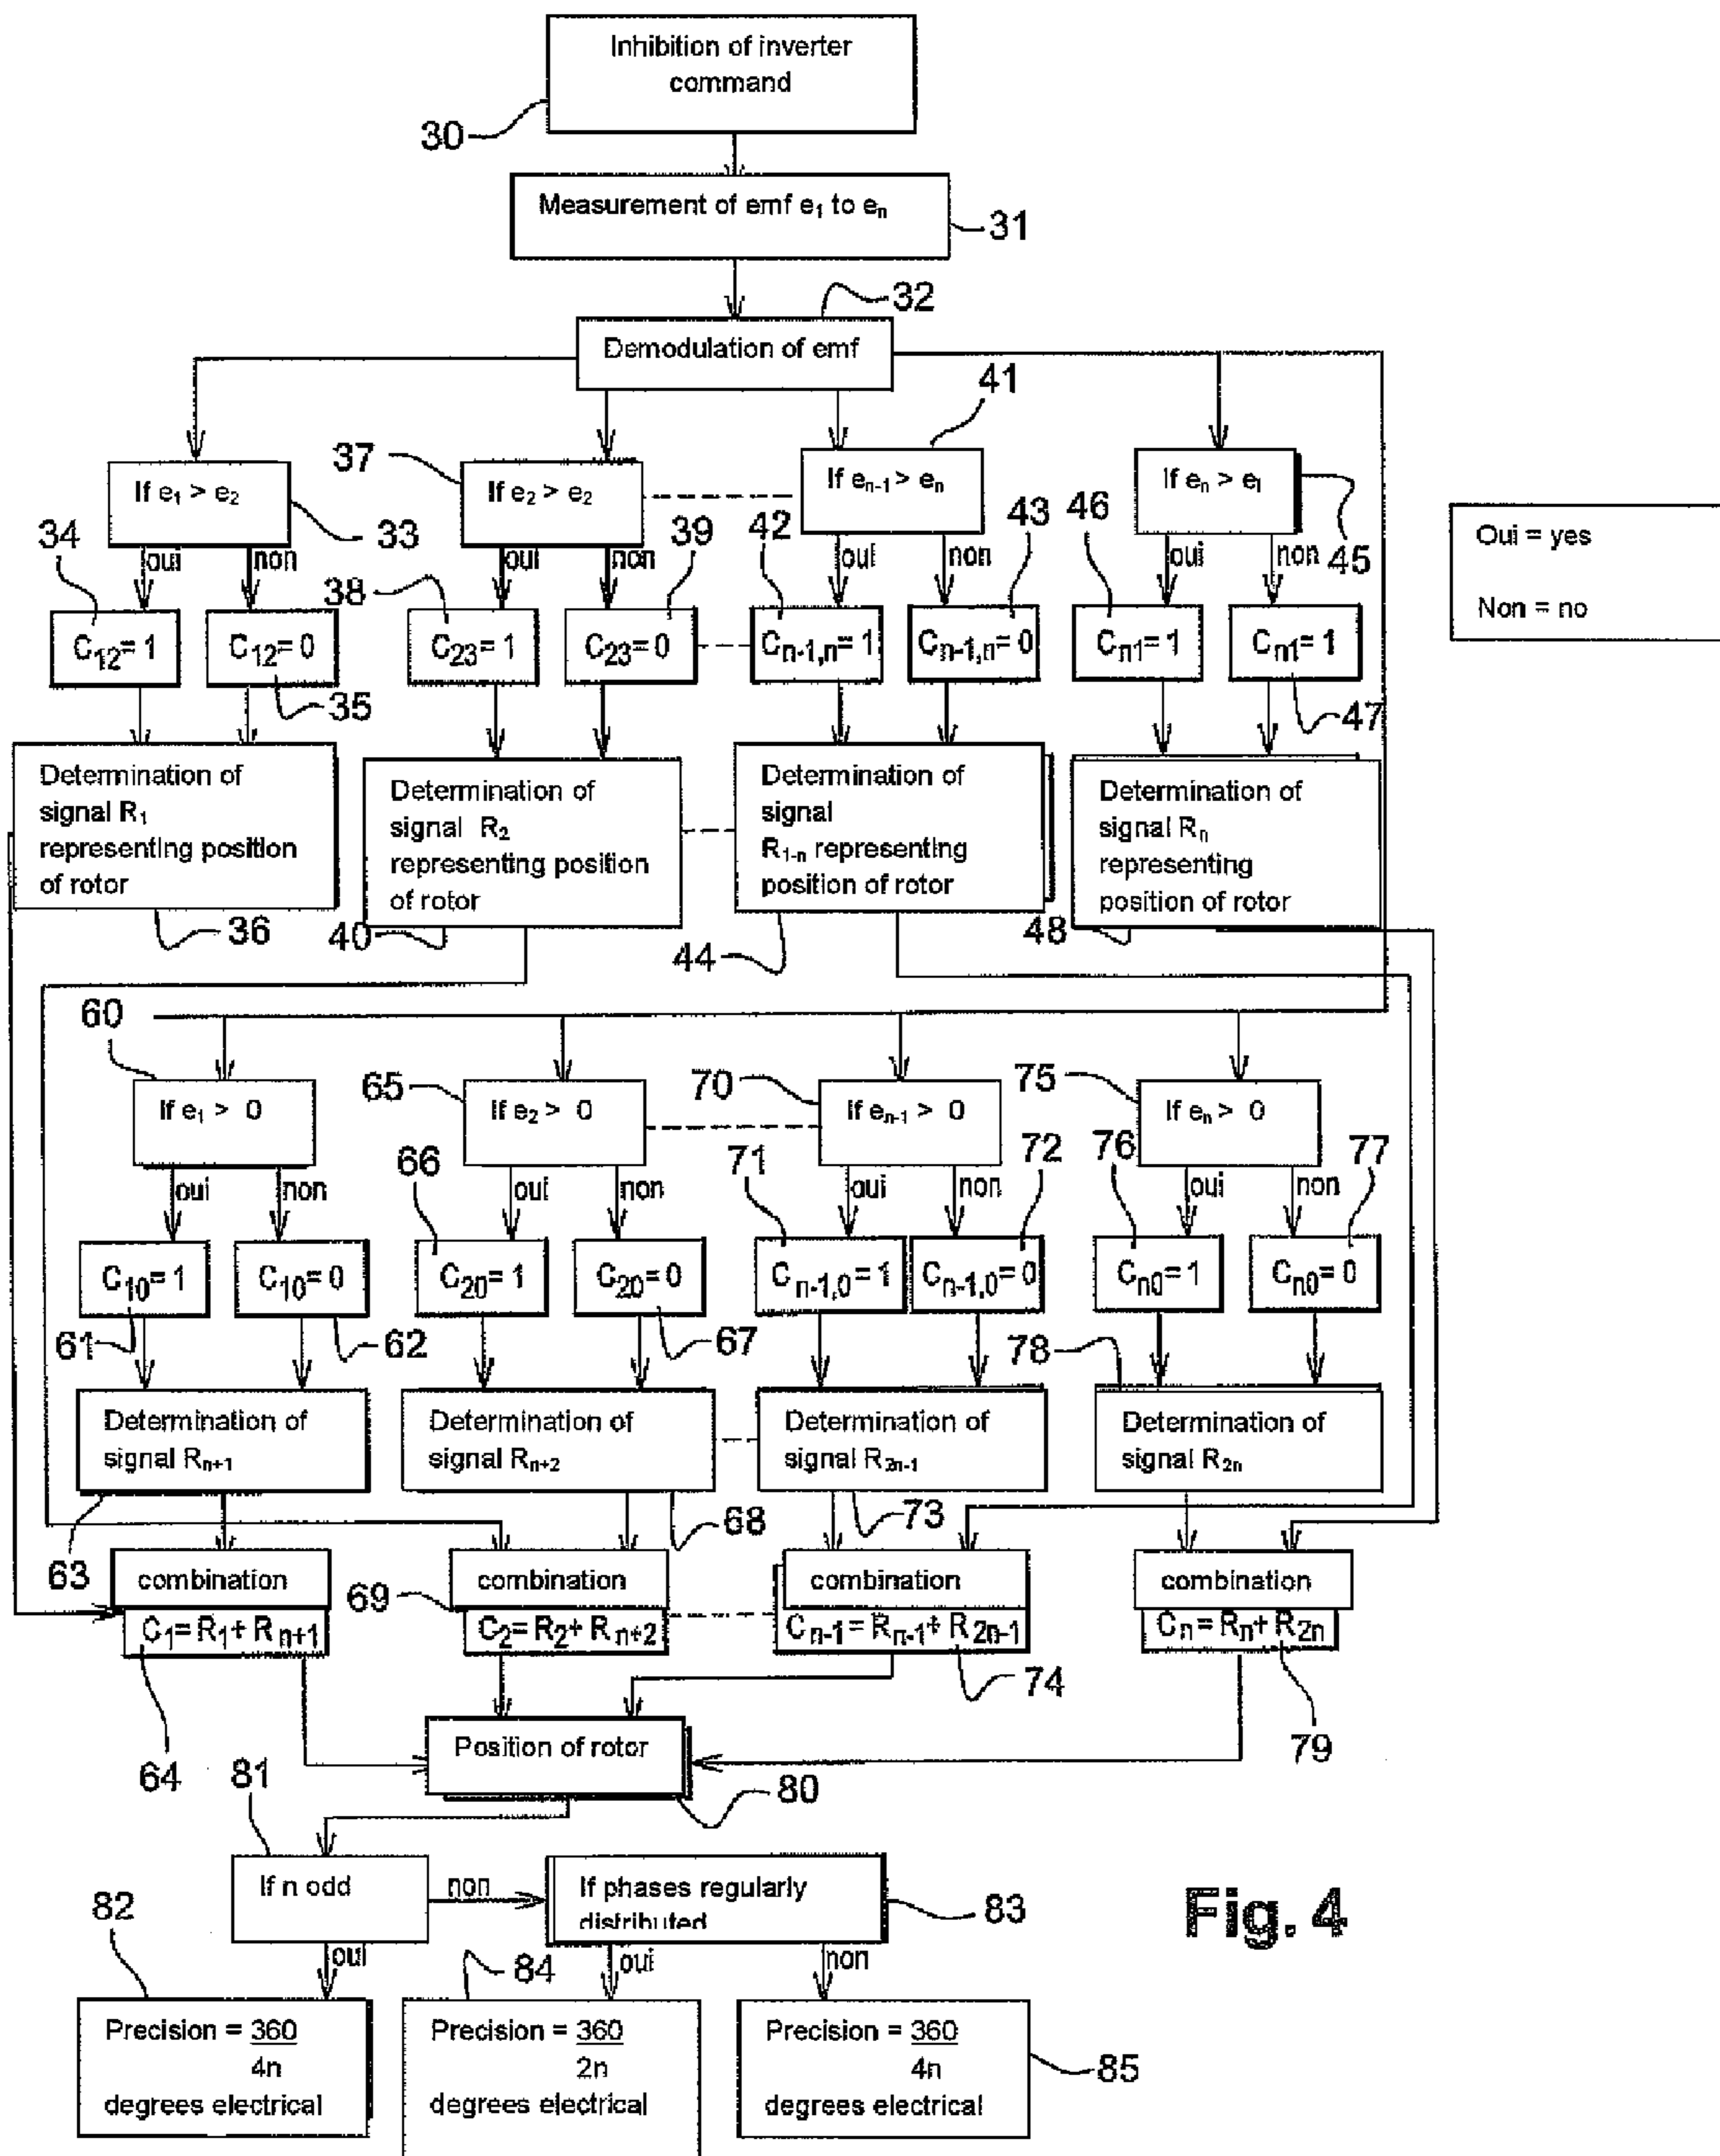 Inhibition of inverter
command
30
Measurement of emf e₁ to eₙ
31
32
Demodulation of emf
41
37
If e₁ > e₂
If e₂ > e₂
If eₙ₋₁ > eₙ
If eₙ > e₁
34
33
39
42
43
46
45
oui
non
oui
non
oui
non
oui
non
Oui = yes
Non = no
38
C₁₂= 1
C₁₂= 0
C₂₃= 1
C₂₃= 0
Cₙ₋₁,ₙ= 1
Cₙ₋₁,ₙ= 0
Cₙ₁= 1
Cₙ₁= 1
35
47
Determination of
signal R₁
representing position
of rotor
Determination of
signal R₂
representing position
of rotor
Determination of
signal
R₁₋ₙ representing
position of rotor
Determination of
signal Rₙ
representing
position of rotor
36
40
44
48
60
65
70
75
If e₁ > 0
If e₂ > 0
If eₙ₋₁ > 0
If eₙ > 0
66
71
72
76
77
oui
non
oui
non
oui
non
oui
non
C₁₀= 1
C₁₀= 0
C₂₀= 1
C₂₀= 0
Cₙ₋₁,₀= 1
Cₙ₋₁,₀= 0
Cₙ₀= 1
Cₙ₀= 0
61
62
67
78
Determination of
signal Rₙ₊₁
Determination of
signal Rₙ₊₂
Determination of
signal R₂ₙ₋₁
Determination of
signal R₂ₙ
63
68
73
combination
C₁= R₁+ Rₙ₊₁
69
combination
C₂= R₂+ Rₙ₊₂
combination
Cₙ₋₁= Rₙ₋₁+ R₂ₙ₋₁
combination
Cₙ= Rₙ+ R₂ₙ
64
74
79
Position of rotor
80
81
If n odd
non
If phases regularly
distributed
83
82
oui
84
oui
non
Fig. 4
Precision = 360
4n
degrees electrical
Precision = 360
2n
degrees electrical
Precision = 360
4n
degrees electrical
85